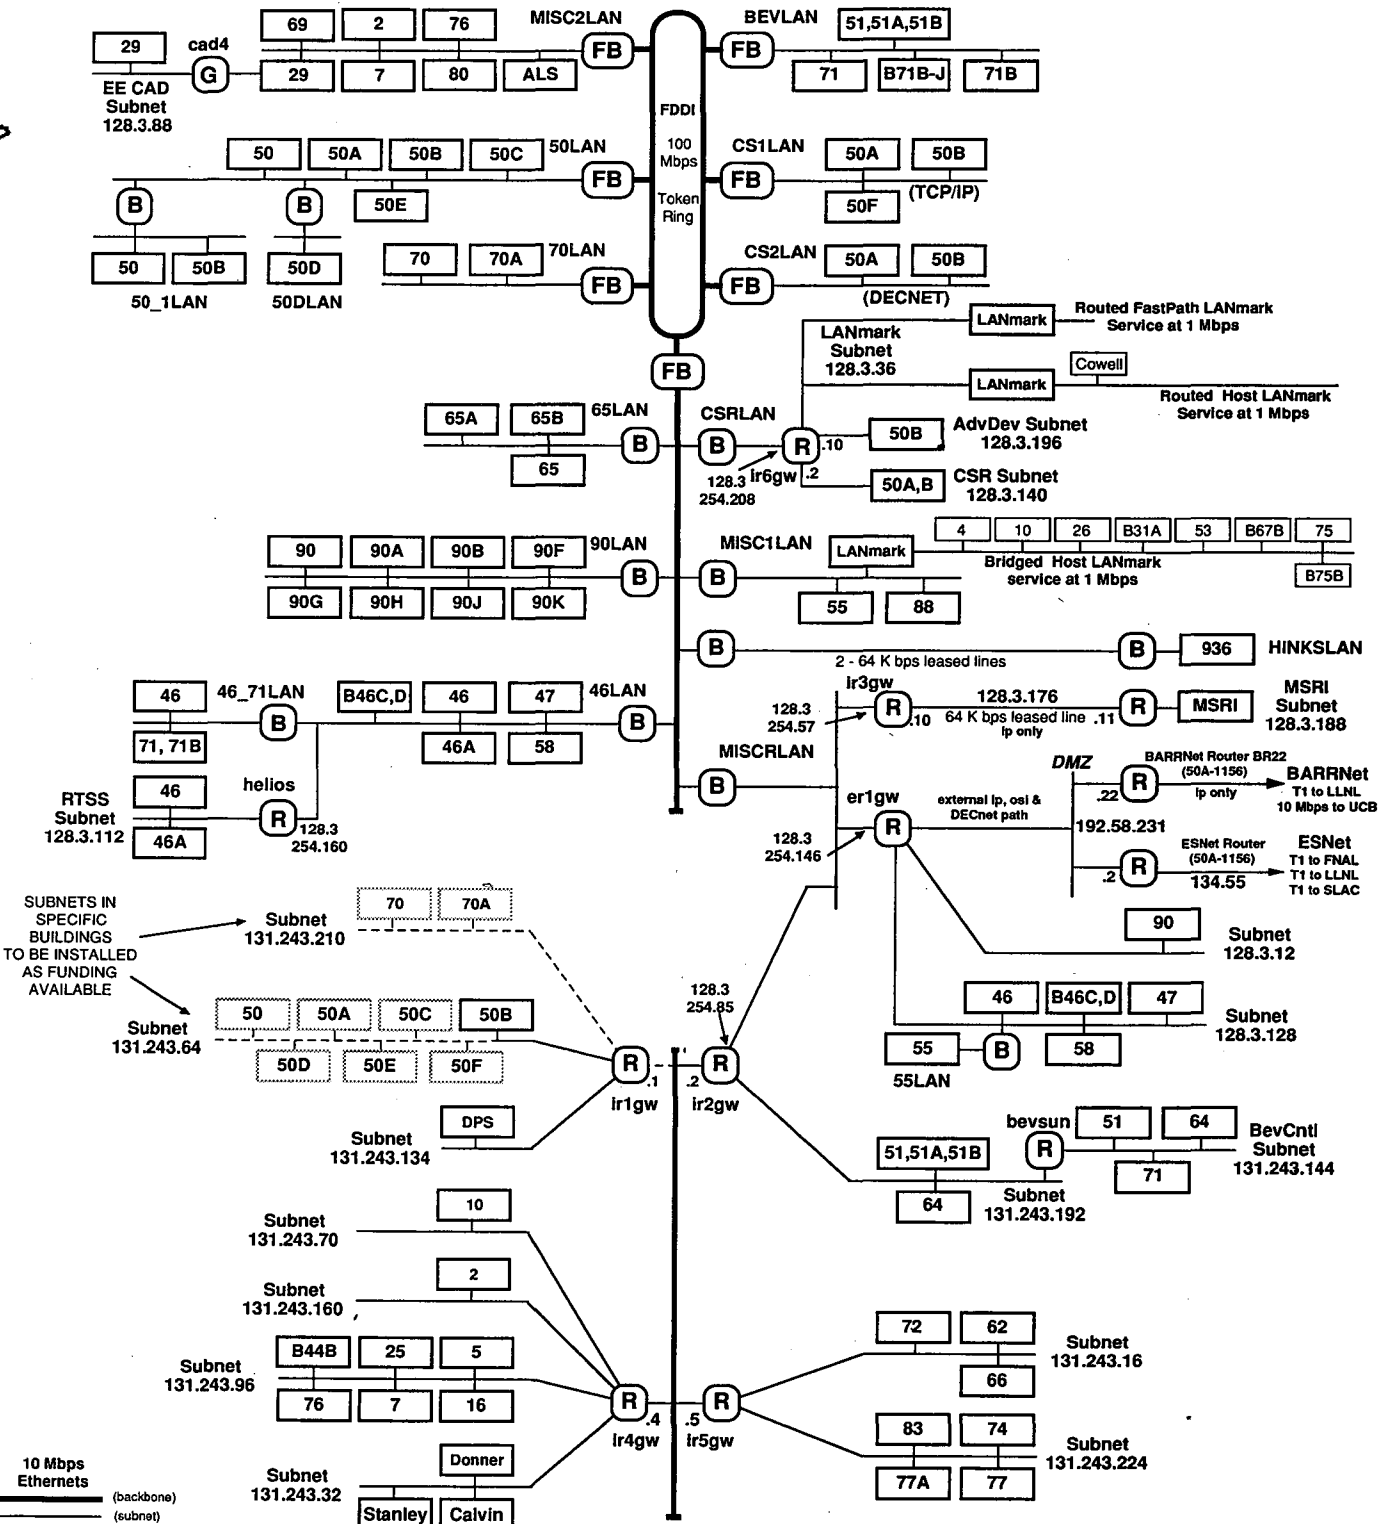 69
2
76
MISC2LAN
BEVLAN
51,51A,51B
29
cad4
G
FB
FB
29
7
80
ALS
71
B71B-J
71B
EE CAD
Subnet
128.3.88
FDDI
100
Mbps
Token
Ring
50
50A
50B
50C
50LAN
CS1LAN
50A
50B
FB
FB
(TCP/IP)
B
B
50E
50F
50
50B
50D
50_1LAN
50DLAN
70
70A
70LAN
CS2LAN
50A
50B
FB
FB
(DECNET)
LANmark
Subnet
128.3.36
LANmark
Routed FastPath LANmark
Service at 1 Mbps
FB
Cowell
LANmark
Routed Host LANmark
Service at 1 Mbps
65A
65B
65LAN
CSRLAN
B
B
R
.10
50B
AdvDev Subnet
128.3.196
65
128.3
254.208
ir6gw
.2
50A,B
CSR Subnet
128.3.140
90
90A
90B
90F
90LAN
MISC1LAN
LANmark
4
10
26
B31A
53
B67B
75
Bridged Host LANmark
service at 1 Mbps
B75B
B
B
90G
90H
90J
90K
55
88
B
2 - 64 K bps leased lines
B
936
HINKSLAN
46
46_71LAN
B46C,D
46
47
46LAN
B
B
71, 71B
46A
58
ir3gw
128.3
254.57
R
.10
128.3.176
64 K bps leased line
ip only
.11
R
MSRI
MSRI
Subnet
128.3.188
MISCRLAN
B
46
helios
RTSS
Subnet
128.3.112
R
128.3
254.160
46A
DMZ
BARRNet Router BR22
(50A-1156)
ip only
.22
R
BARRNet
T1 to LLNL
10 Mbps to UCB
er1gw
128.3
254.146
R
external ip, osi &
DECnet path
192.58.231
ESNet Router
(50A-1156)
134.55
.2
R
ESNet
T1 to FNAL
T1 to LLNL
T1 to SLAC
SUBNETS IN
SPECIFIC
BUILDINGS
TO BE INSTALLED
AS FUNDING
AVAILABLE
70
70A
Subnet
131.243.210
90
Subnet
128.3.12
50
50A
50C
50B
Subnet
131.243.64
50D
50E
50F
128.3
254.85
46
B46C,D
47
Subnet
128.3.128
55
B
58
55LAN
R
.1
.2
R
ir1gw
ir2gw
DPS
Subnet
131.243.134
51,51A,51B
bevsun
R
51
64
BevCntl
Subnet
131.243.144
71
64
Subnet
131.243.192
10
Subnet
131.243.70
2
Subnet
131.243.160
B44B
25
5
Subnet
131.243.96
76
7
16
72
62
Subnet
131.243.16
66
R
.4
.5
R
ir4gw
ir5gw
83
74
Subnet
131.243.224
77A
77
Donner
Subnet
131.243.32
Stanley
Calvin
10 Mbps
Ethernets
(backbone)
(subnet)